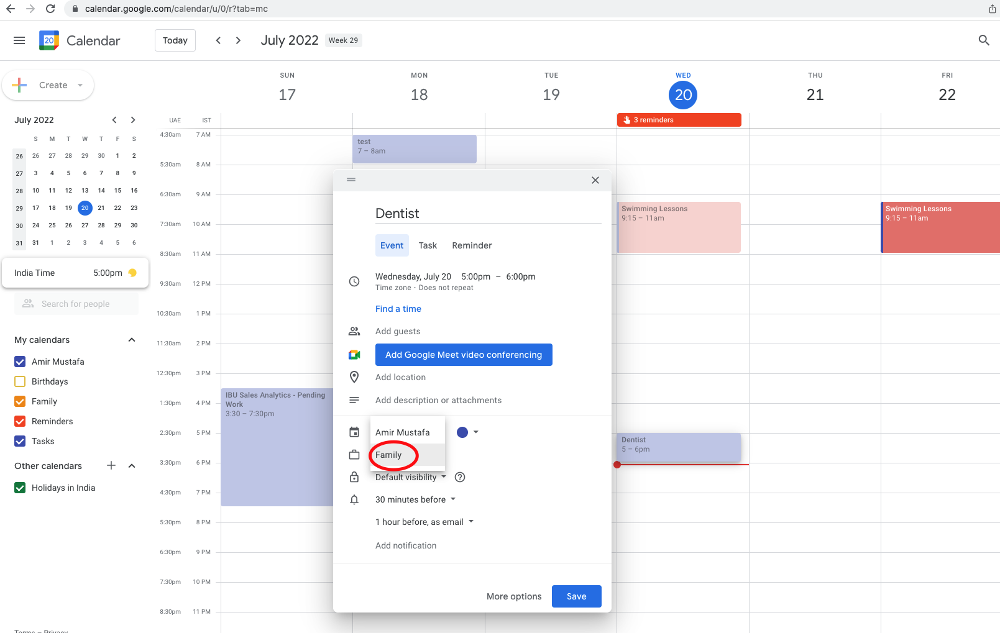 calendar.google.com/calendar/u/0/r?tab=mc
20 Calendar Today July 2022 Week 29
Create
SUN MON TUE WED THU FRI
17 18 19 20 21 22
July 2022
UAE IST
3 reminders
S M T W T F S
26 26 27 28 29 30 1 2
27 3 4 5 6 7 8 9
28 10 11 12 13 14 15 16
29 17 18 19 20 21 22 23
30 24 25 26 27 28 29 30
31 31 1 2 3 4 5 6
India Time 5:00pm
Search for people
My calendars
Amir Mustafa
Birthdays
Family
Reminders
Tasks
Other calendars
Holidays in India
Terms – Privacy
4:30am 7 AM
5:30am 8 AM
6:30am 9 AM
7:30am 10 AM
8:30am 11 AM
9:30am 12 PM
10:30am 1 PM
11:30am 2 PM
12:30pm 3 PM
1:30pm 4 PM
2:30pm 5 PM
3:30pm 6 PM
4:30pm 7 PM
5:30pm 8 PM
6:30pm 9 PM
7:30pm 10 PM
8:30pm 11 PM
IBU Sales Analytics - Pending
Work
3:30 – 7:30pm
test
7 – 8am
Dentist
Event Task Reminder
Wednesday, July 20 5:00pm – 6:00pm
Time zone · Does not repeat
Find a time
Add guests
Add Google Meet video conferencing
Add location
Add description or attachments
Amir Mustafa
Family
Default visibility
30 minutes before
1 hour before, as email
Add notification
More options Save
Swimming Lessons
9:15 – 11am
Dentist
5 – 6pm
Swimming Lessons
9:15 – 11am